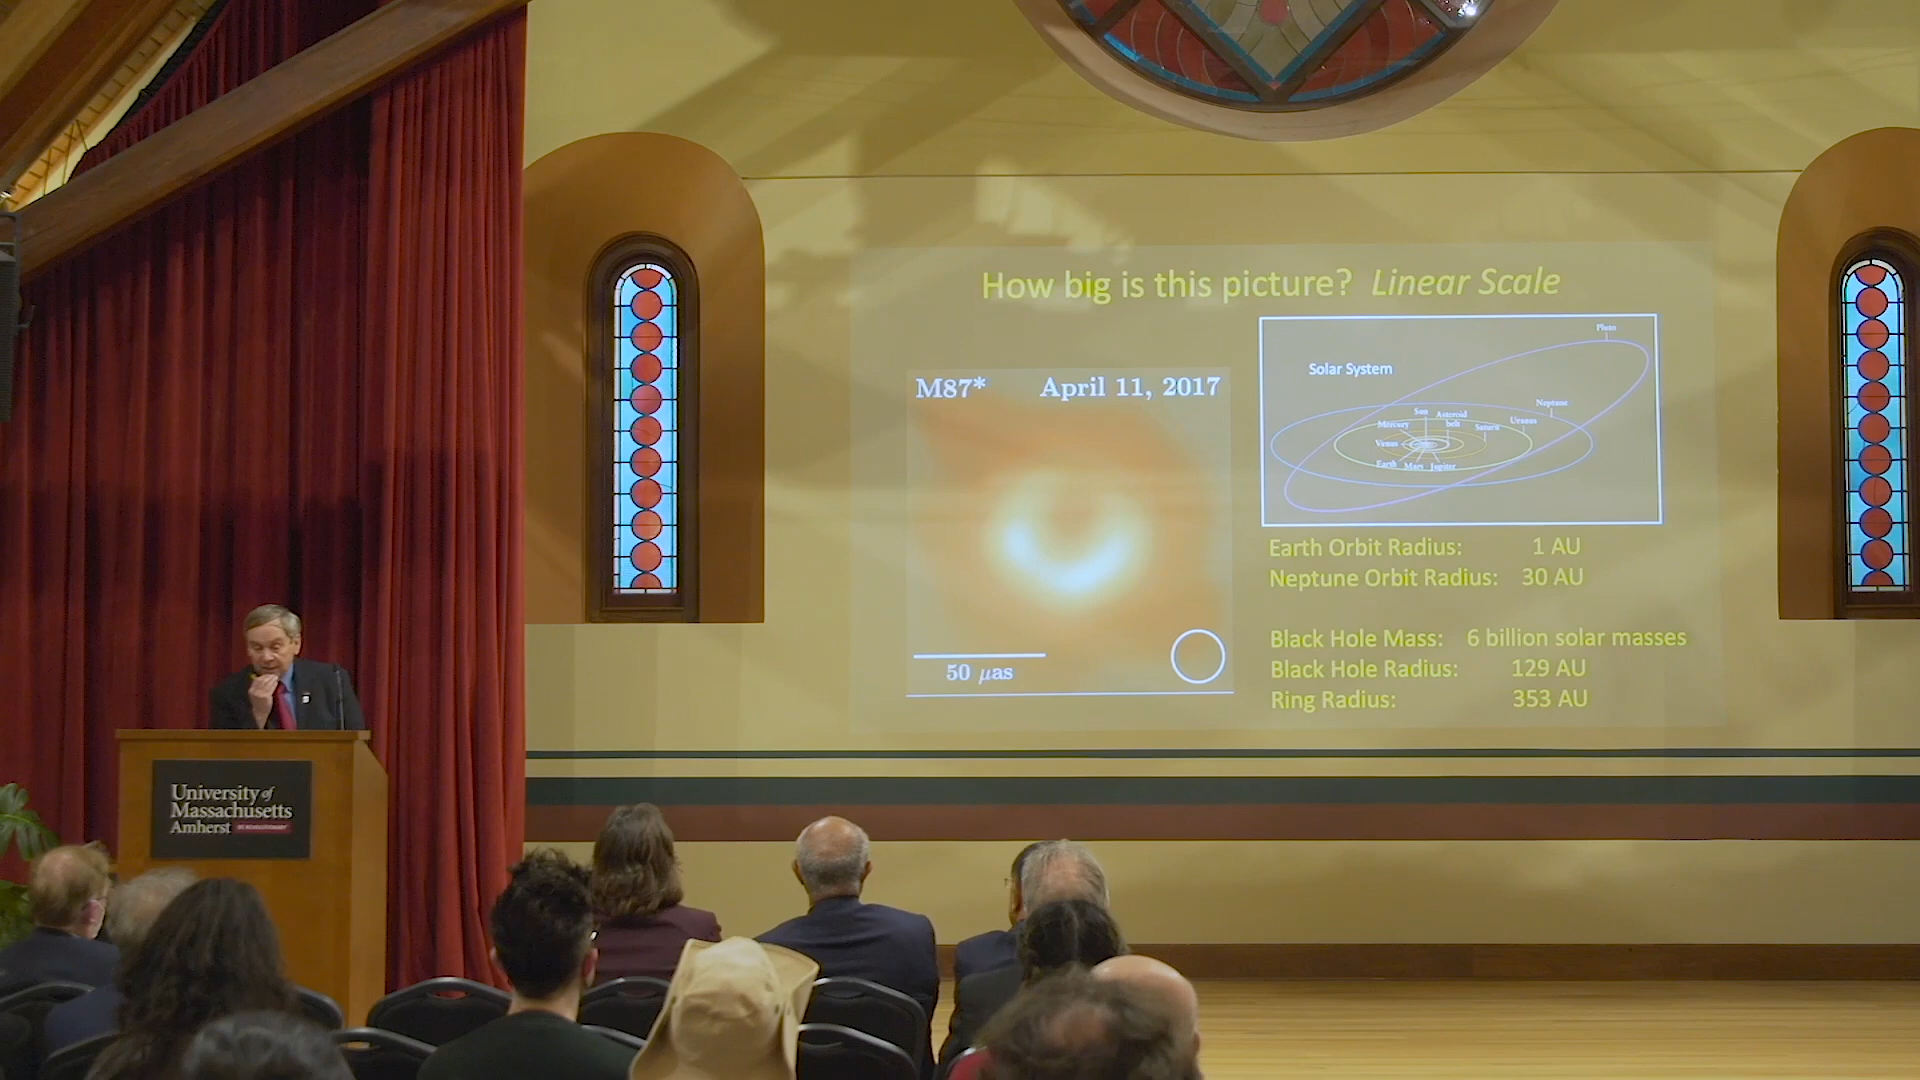 How big is this picture? Linear Scale
M87* April 11, 2017
50 μas
Pluto
Solar System
Neptune
Sun
Asteroid
belt
Uranus
Mercury
Saturn
Venus
Earth
Mars
Jupiter
Earth Orbit Radius: 1 AU
Neptune Orbit Radius: 30 AU
Black Hole Mass: 6 billion solar masses
Black Hole Radius: 129 AU
Ring Radius: 353 AU
University of
Massachusetts
Amherst BE REVOLUTIONARY